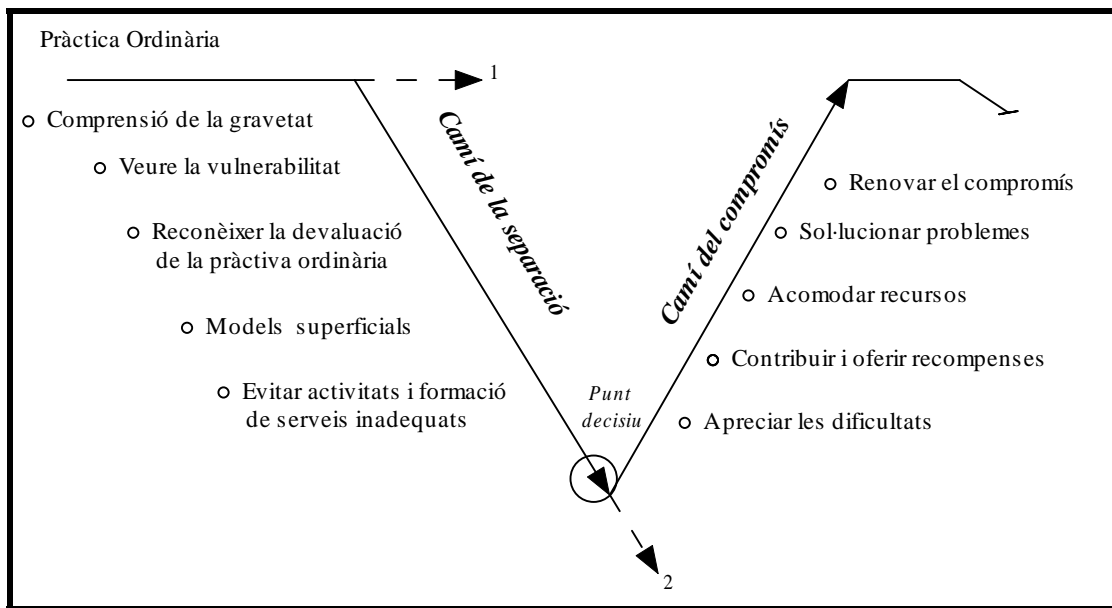 Pràctica Ordinària
1
Comprensió de la gravetat
Veure la vulnerabilitat
Reconèixer la devaluació
de la pràctiva ordinària
Models superficials
Evitar activitats i formació
de serveis inadequats
Camí de la separació
Punt
decisiu
2
Camí del compromís
Renovar el compromís
Sol·lucionar problemes
Acomodar recursos
Contribuir i oferir recompenses
Apreciar les dificultats